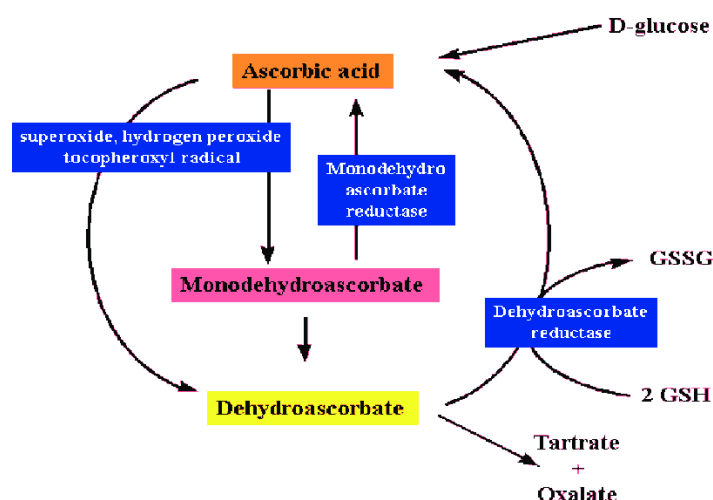 D-glucose
Ascorbic acid
superoxide, hydrogen peroxide
tocopheroxyl radical
Monodehydro
ascorbate
reductase
GSSG
Monodehydroascorbate
Dehydroascorbate
reductase
2 GSH
Dehydroascorbate
Tartrate
+
Oxalate